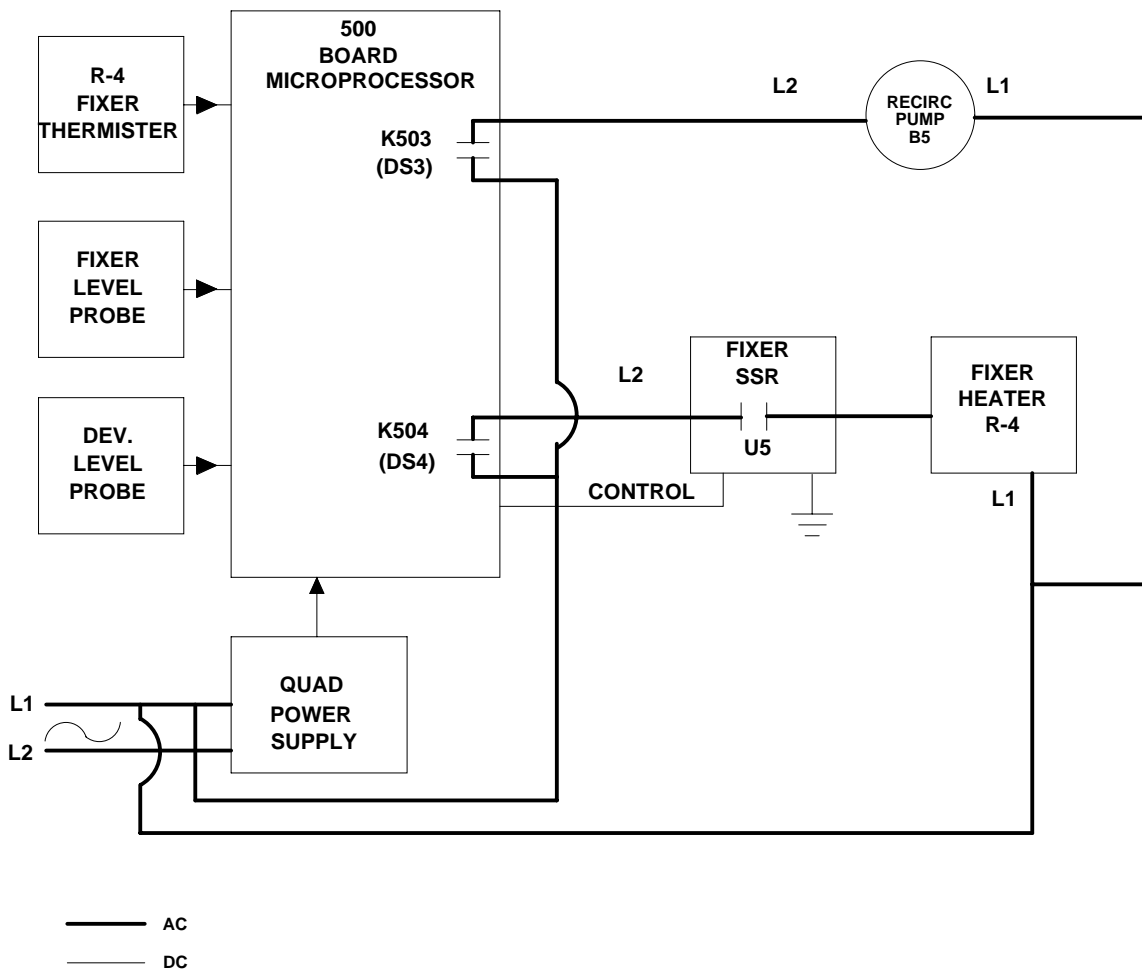 500
BOARD
MICROPROCESSOR
R-4
FIXER
THERMISTER
K503
(DS3)
L2
RECIRC
PUMP
B5
L1
FIXER
LEVEL
PROBE
DEV.
LEVEL
PROBE
K504
(DS4)
L2
FIXER
SSR
U5
FIXER
HEATER
R-4
L1
CONTROL
QUAD
POWER
SUPPLY
L1
L2
AC
DC